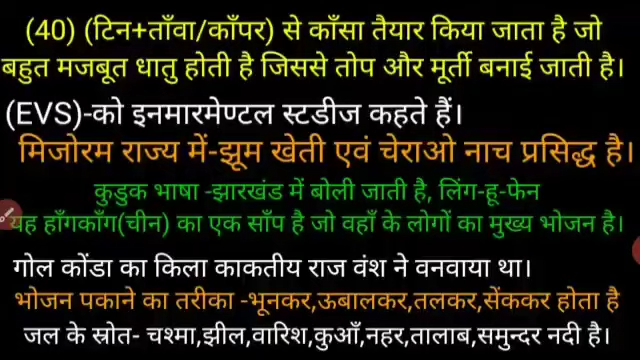 (40) (टिन+ताँवा/काँपर) से काँसा तैयार किया जाता है जो
बहुत मजबूत धातु होती है जिससे तोप और मूर्ती बनाई जाती है।
(EVS)-को इनमारमेण्टल स्टडीज कहते हैं।
मिजोरम राज्य में-झूम खेती एवं चेराओ नाच प्रसिद्ध है।
कुडुक भाषा -झारखंड में बोली जाती है, लिंग-हू-फेन
यह हाँगकाँग(चीन) का एक साँप है जो वहाँ के लोगों का मुख्य भोजन है।
गोल कोंडा का किला काकतीय राज वंश ने वनवाया था।
भोजन पकाने का तरीका -भूनकर,ऊबालकर,तलकर,सेंककर होता है
जल के स्रोत- चश्मा,झील,वारिश,कुआँ,नहर,तालाब,समुन्दर नदी है।